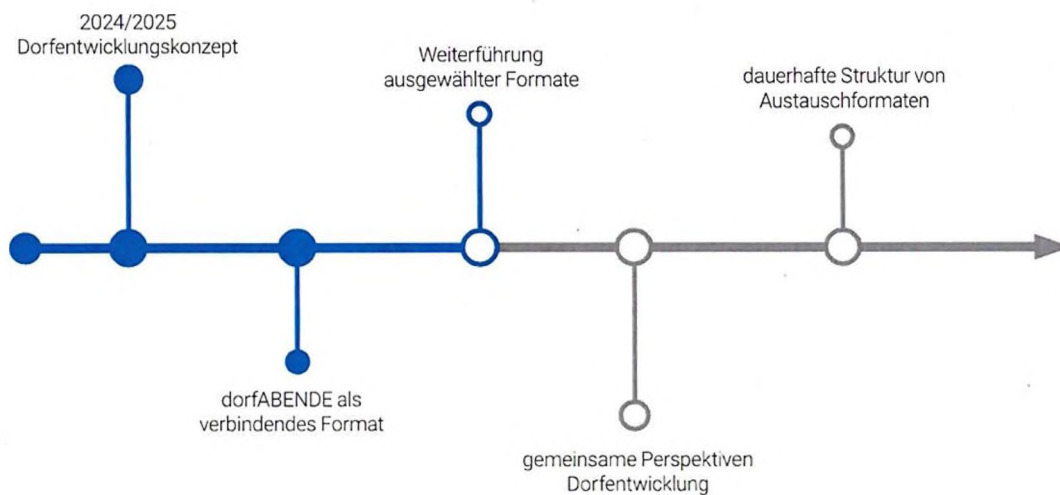 2024/2025
Dorfentwicklungskonzept
dorfABENDE als
verbindendes Format
Weiterführung
ausgewählter Formate
gemeinsame Perspektiven
Dorfentwicklung
dauerhafte Struktur von
Austauschformaten